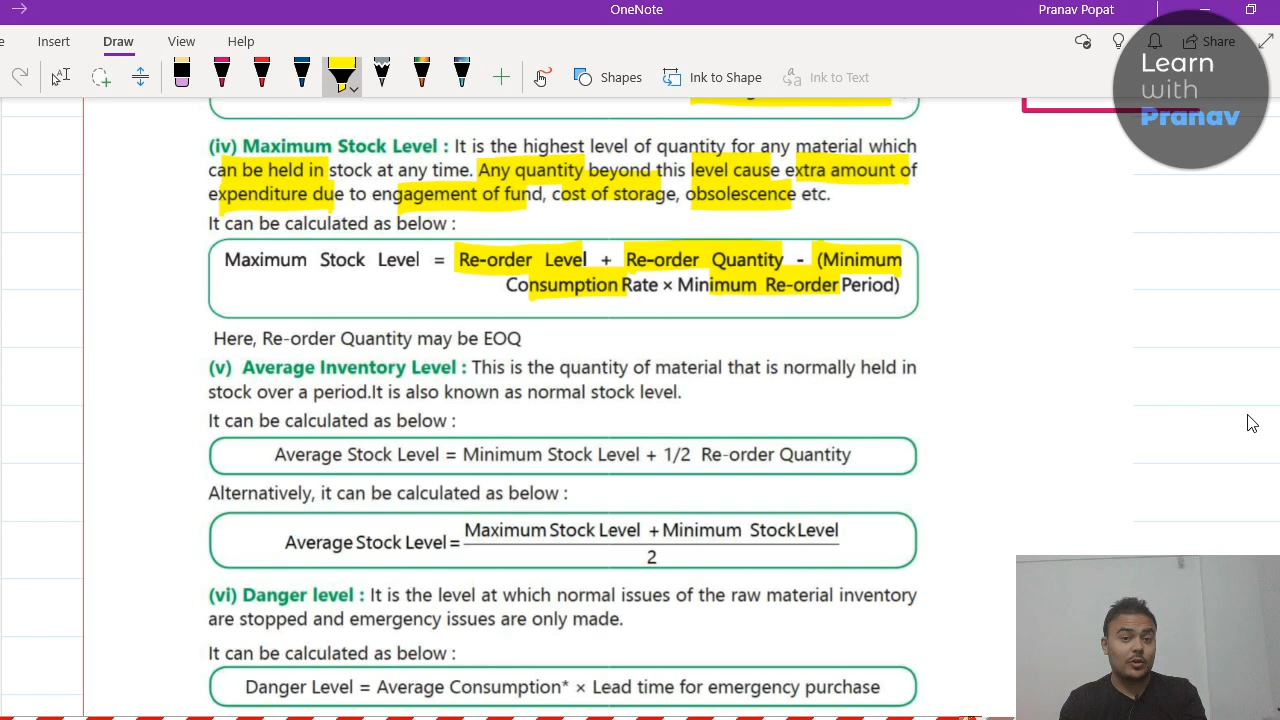 OneNote
Pranav Popat
Insert
Draw
View
Help
Share
Shapes
Ink to Shape
Ink to Text
Learn
with
Pranav
(iv) Maximum Stock Level : It is the highest level of quantity for any material which
can be held in stock at any time. Any quantity beyond this level cause extra amount of
expenditure due to engagement of fund, cost of storage, obsolescence etc.
It can be calculated as below :
Maximum Stock Level = Re-order Level + Re-order Quantity - (Minimum
Consumption Rate × Minimum Re-order Period)
Here, Re-order Quantity may be EOQ
(v) Average Inventory Level : This is the quantity of material that is normally held in
stock over a period.It is also known as normal stock level.
It can be calculated as below :
Average Stock Level = Minimum Stock Level + 1/2 Re-order Quantity
Alternatively, it can be calculated as below :
Average Stock Level = Maximum Stock Level + Minimum Stock Level
2
(vi) Danger level : It is the level at which normal issues of the raw material inventory
are stopped and emergency issues are only made.
It can be calculated as below :
Danger Level = Average Consumption* × Lead time for emergency purchase